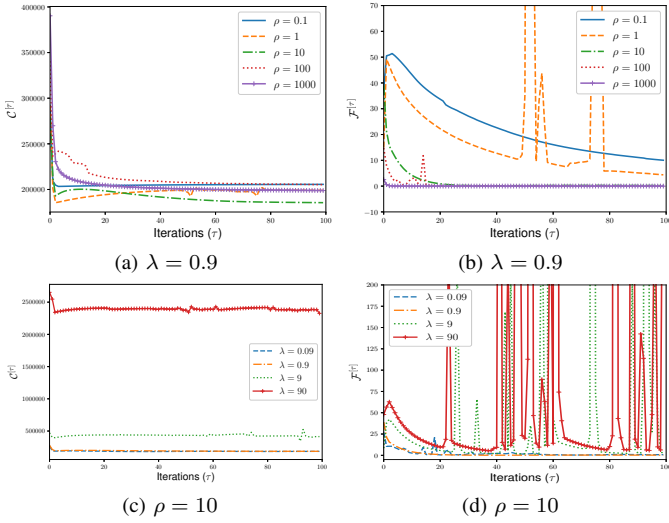 400000
350000
300000
250000
200000
𝒞^[τ]
0 20 40 60 80 100
Iterations (τ)
ρ = 0.1
ρ = 1
ρ = 10
ρ = 100
ρ = 1000
(a) λ = 0.9
70
60
50
40
30
20
10
0
−10
ℱ^[τ]
0 20 40 60 80 100
Iterations (τ)
ρ = 0.1
ρ = 1
ρ = 10
ρ = 100
ρ = 1000
(b) λ = 0.9
2500000
2000000
1500000
1000000
500000
𝒞^[τ]
0 20 40 60 80 100
Iterations (τ)
λ = 0.09
λ = 0.9
λ = 9
λ = 90
(c) ρ = 10
200
175
150
125
100
75
50
25
0
ℱ^[τ]
0 20 40 60 80 100
Iterations (τ)
λ = 0.09
λ = 0.9
λ = 9
λ = 90
(d) ρ = 10